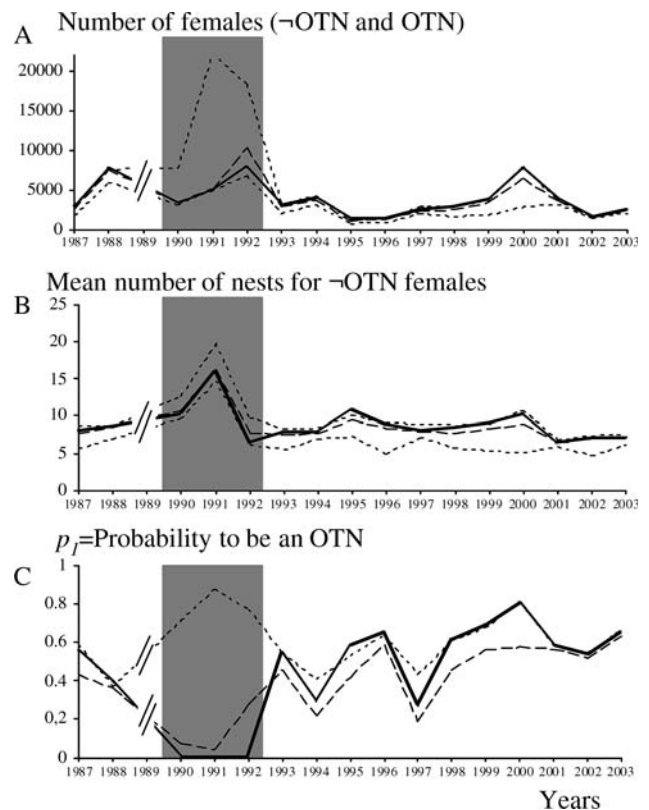 Number of females (¬OTN and OTN)
A
20000
15000
10000
5000
0
1987 1988 1989 1990 1991 1992 1993 1994 1995 1996 1997 1998 1999 2000 2001 2002 2003
Mean number of nests for ¬OTN females
B
25
20
15
10
5
0
1987 1988 1989 1990 1991 1992 1993 1994 1995 1996 1997 1998 1999 2000 2001 2002 2003
p1=Probability to be an OTN
C
1
0.8
0.6
0.4
0,2
0
1987 1988 1989 1990 1991 1992 1993 1994 1995 1996 1997 1998 1999 2000 2001 2002 2003
Years